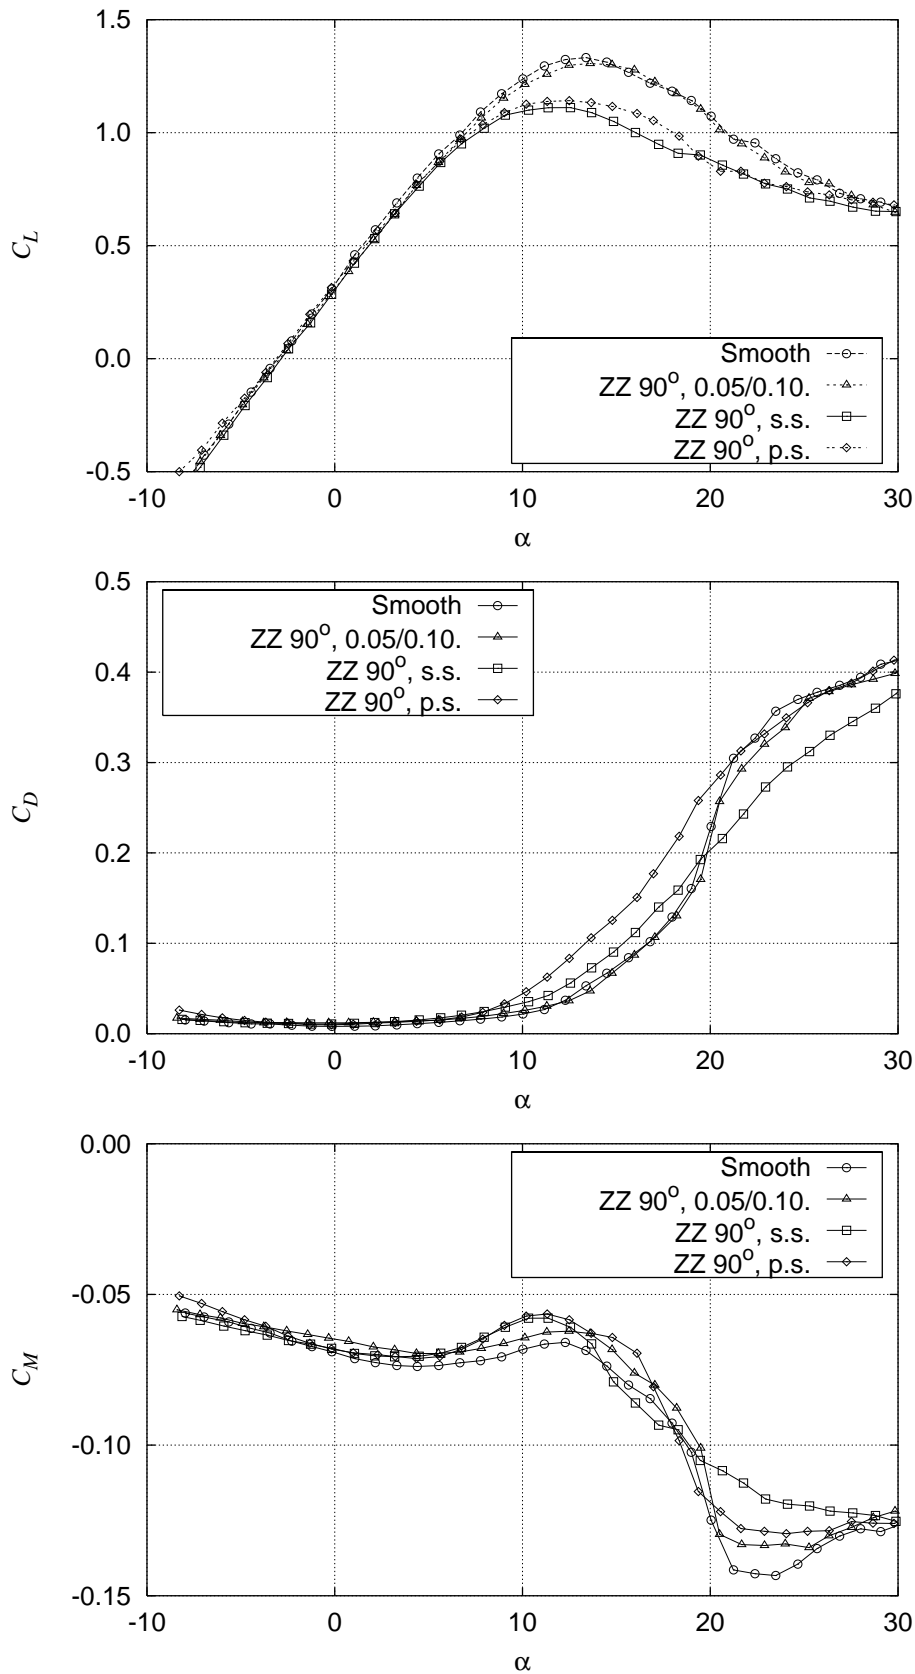 1.5
1.0
0.5
0.0
-0.5
C_L
Smooth
ZZ 90°, 0.05/0.10.
ZZ 90°, s.s.
ZZ 90°, p.s.
-10 0 10 20 30
α
0.5
0.4
0.3
0.2
0.1
0.0
C_D
Smooth
ZZ 90°, 0.05/0.10.
ZZ 90°, s.s.
ZZ 90°, p.s.
-10 0 10 20 30
α
0.00
-0.05
-0.10
-0.15
C_M
Smooth
ZZ 90°, 0.05/0.10.
ZZ 90°, s.s.
ZZ 90°, p.s.
-10 0 10 20 30
α